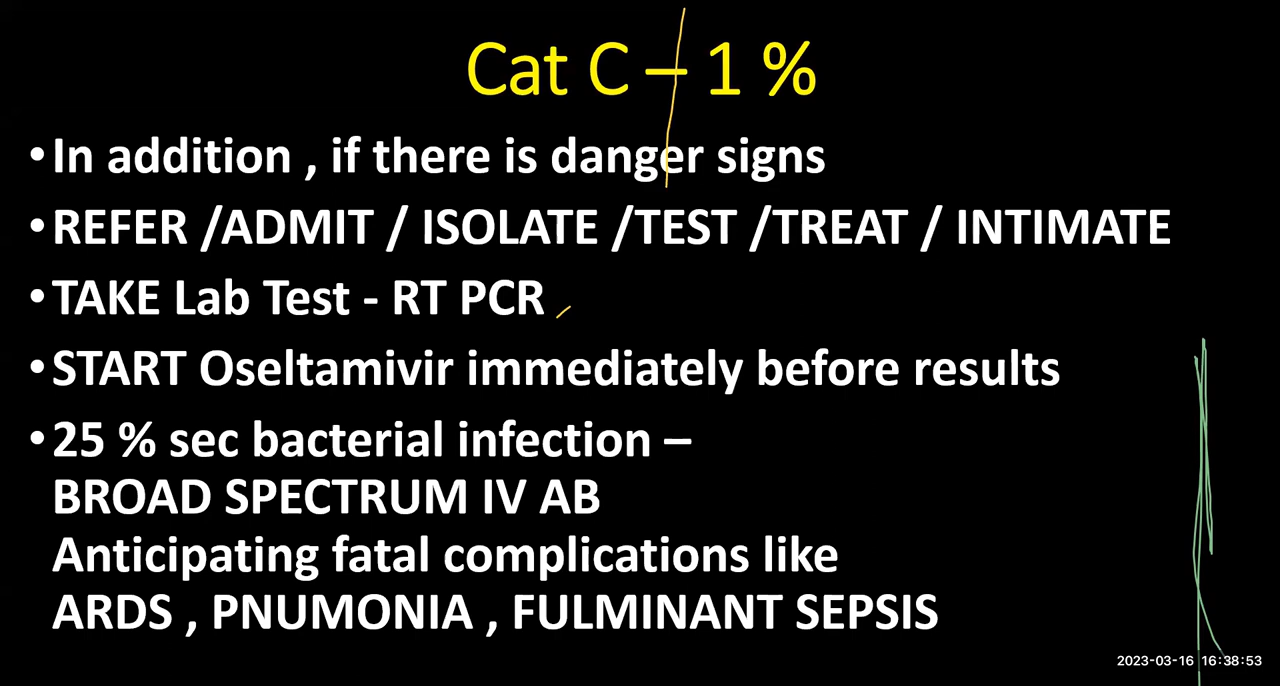 Cat C – 1 %
• In addition , if there is danger signs
• REFER /ADMIT / ISOLATE /TEST /TREAT / INTIMATE
• TAKE Lab Test - RT PCR
• START Oseltamivir immediately before results
• 25 % sec bacterial infection –
BROAD SPECTRUM IV AB
Anticipating fatal complications like
ARDS , PNUMONIA , FULMINANT SEPSIS
2023-03-16 16:38:53